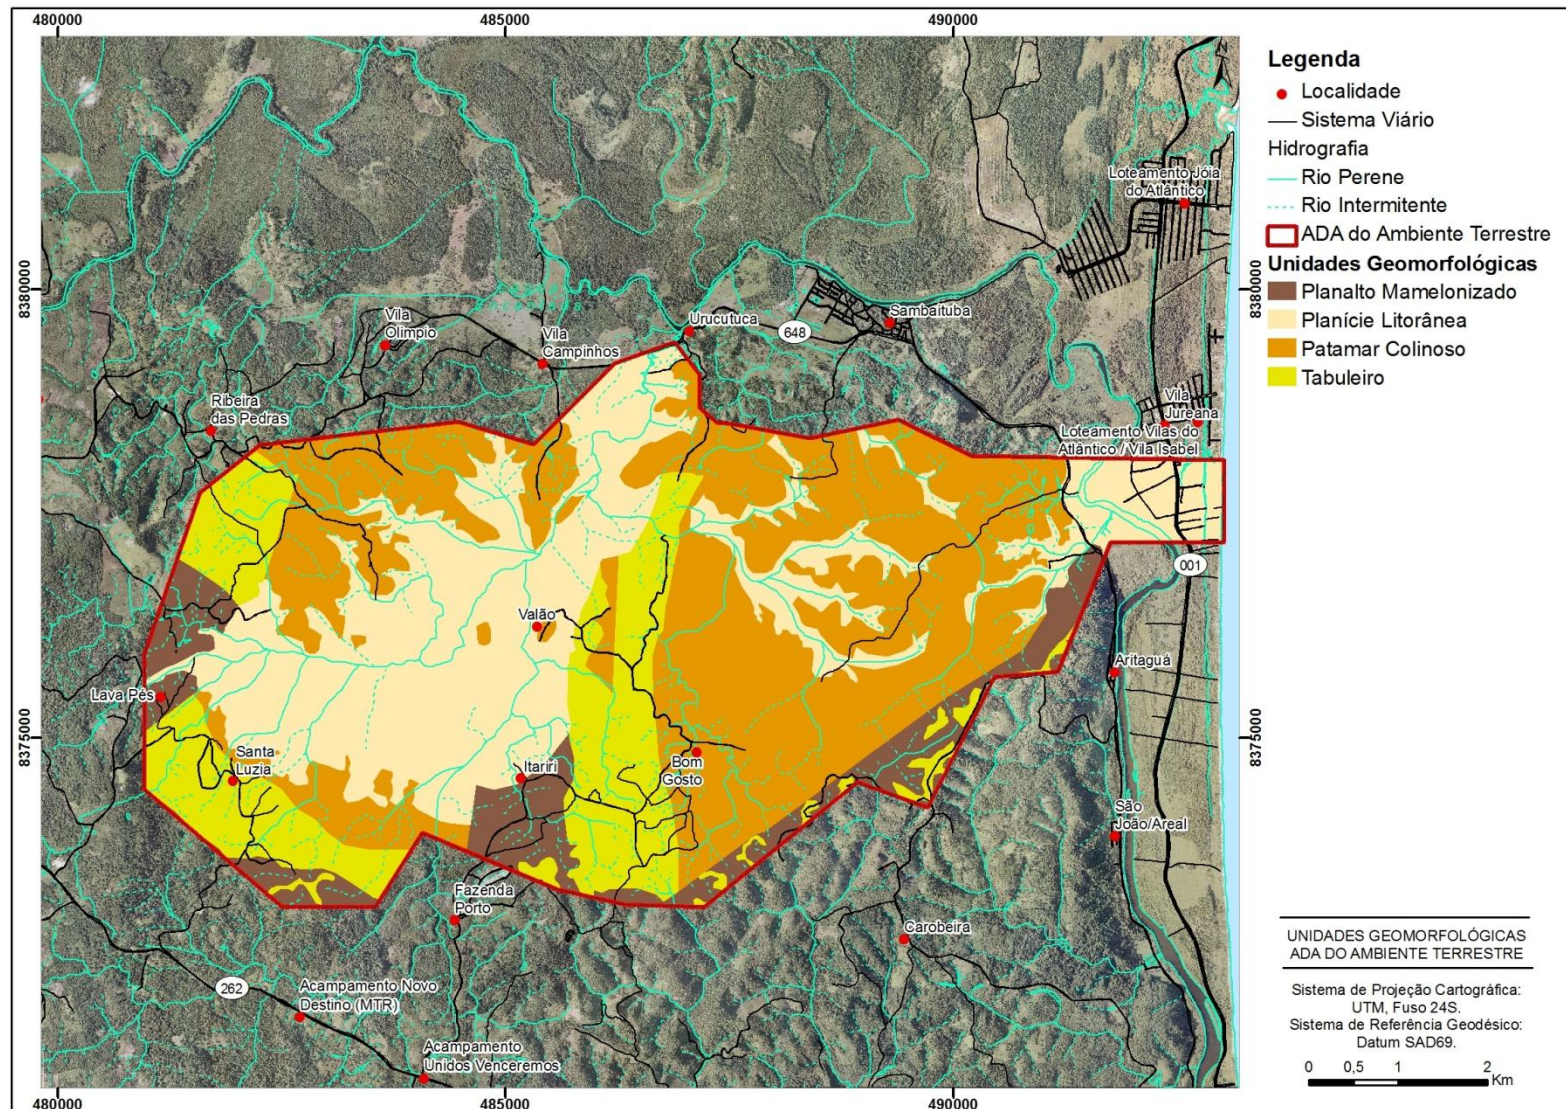 480000
485000
490000
8380000
8375000
8380000
8375000
480000
485000
490000
Loteamento Jóia
do Atlântico
Sambaituba
Urucutuca
648
Vila
Olimpio
Vila
Campinhos
Ribeira
das Pedras
Vila
Jureana
Loteamento Vilas do
Atlântico / Vila Isabel
001
Valão
Lava Pés
Aritaguá
Santa
Luzia
Itariri
Bom
Gosto
São
João/Areal
Fazenda
Porto
Carobeira
262
Acampamento Novo
Destino (MTR)
Acampamento
Unidos Venceremos
Legenda
Localidade
Sistema Viário
Hidrografia
Rio Perene
Rio Intermitente
ADA do Ambiente Terrestre
Unidades Geomorfológicas
Planalto Mamelonizado
Planície Litorânea
Patamar Colinoso
Tabuleiro
UNIDADES GEOMORFOLÓGICAS
ADA DO AMBIENTE TERRESTRE
Sistema de Projeção Cartográfica:
UTM, Fuso 24S.
Sistema de Referência Geodésico:
Datum SAD69.
0 0,5 1 2
Km